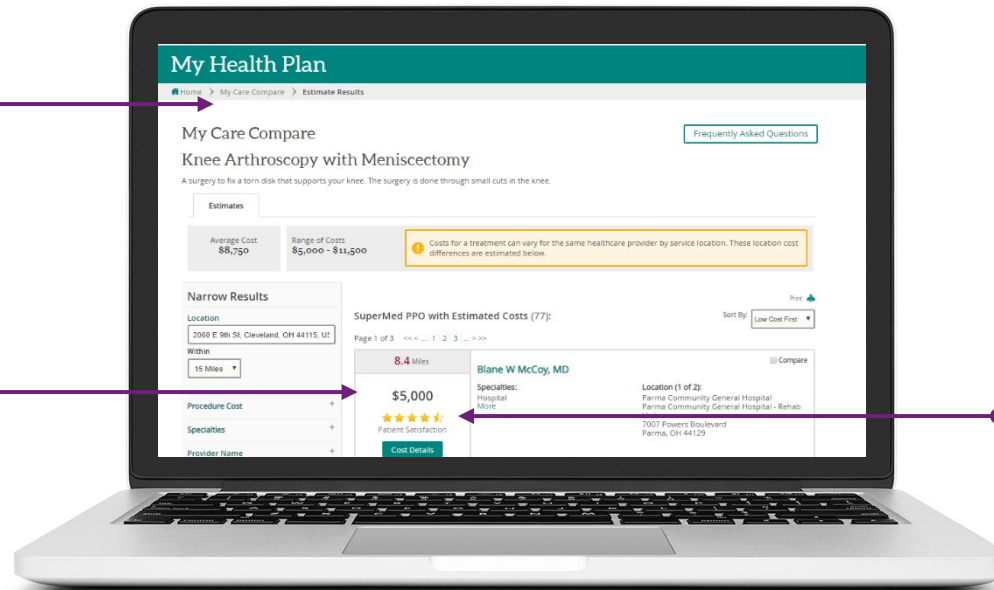 My Health Plan
Home > My Care Compare > Estimate Results
My Care Compare
Frequently Asked Questions
Knee Arthroscopy with Meniscectomy
A surgery to fix a torn disk that supports your knee. The surgery is done through small cuts in the knee.
Estimates
Average Cost
$8,750
Range of Costs
$5,000 - $11,500
Costs for a treatment can vary for the same healthcare provider by service location. These location cost
differences are estimated below.
Narrow Results
Location
2060 E 9th St, Cleveland, OH 44115, US
Within
15 Miles
Procedure Cost +
Specialties +
Provider Name +
Print
SuperMed PPO with Estimated Costs (77):
Sort By: Low Cost First
Page 1 of 3 << < ... 1 | 2 | 3 | ... > >>
8.4 Miles
$5,000
Patient Satisfaction
Cost Details
Blane W McCoy, MD
Compare
Specialties:
Hospital
More
Location (1 of 2):
Parma Community General Hospital
Parma Community General Hospital - Rehab
7007 Powers Boulevard
Parma, OH 44129